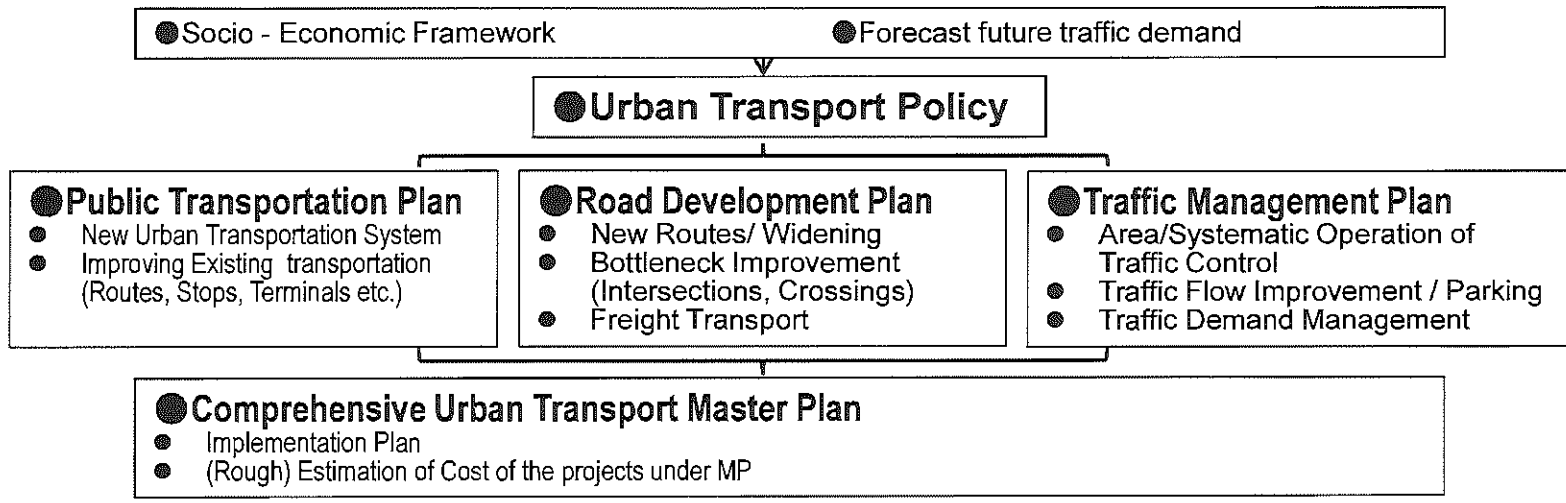 ●Socio - Economic Framework ●Forecast future traffic demand
●Urban Transport Policy
●Public Transportation Plan
● New Urban Transportation System
● Improving Existing transportation
(Routes, Stops, Terminals etc.)
●Road Development Plan
● New Routes/ Widening
● Bottleneck Improvement
(Intersections, Crossings)
● Freight Transport
●Traffic Management Plan
● Area/Systematic Operation of
Traffic Control
● Traffic Flow Improvement / Parking
● Traffic Demand Management
●Comprehensive Urban Transport Master Plan
● Implementation Plan
● (Rough) Estimation of Cost of the projects under MP